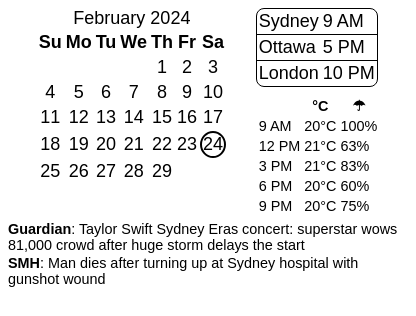 February 2024
Su Mo Tu We Th Fr Sa
1 2 3
4 5 6 7 8 9 10
11 12 13 14 15 16 17
18 19 20 21 22 23 24
25 26 27 28 29
Sydney 9 AM
Ottawa 5 PM
London 10 PM
°C ☂
9 AM 20°C 100%
12 PM 21°C 63%
3 PM 21°C 83%
6 PM 20°C 60%
9 PM 20°C 75%
Guardian: Taylor Swift Sydney Eras concert: superstar wows
81,000 crowd after huge storm delays the start
SMH: Man dies after turning up at Sydney hospital with
gunshot wound